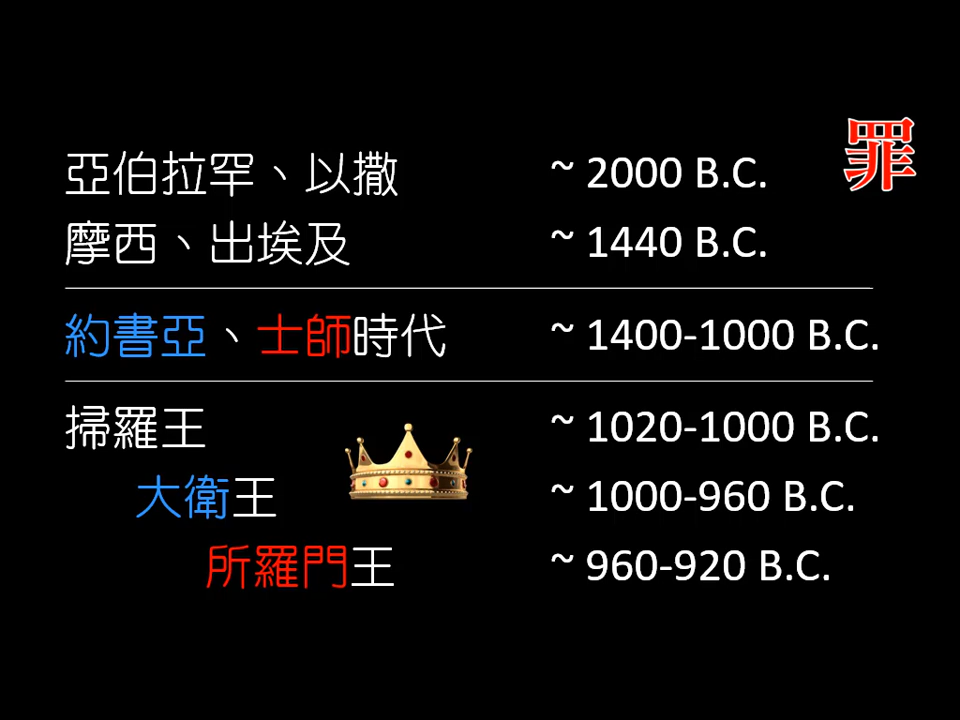 亞伯拉罕、以撒 ~ 2000 B.C.
罪
摩西、出埃及 ~ 1440 B.C.
約書亞、士師時代 ~ 1400-1000 B.C.
掃羅王 ~ 1020-1000 B.C.
大衛王 ~ 1000-960 B.C.
所羅門王 ~ 960-920 B.C.